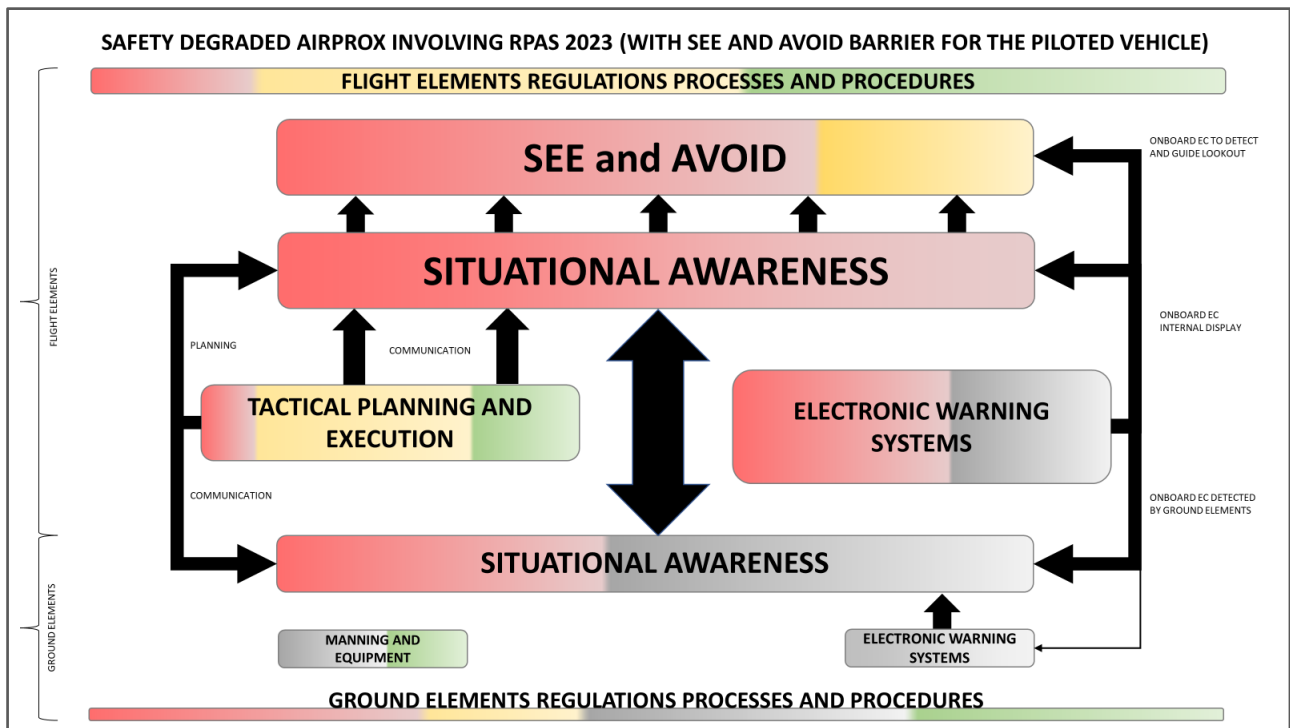 SAFETY DEGRADED AIRPROX INVOLVING RPAS 2023 (WITH SEE AND AVOID BARRIER FOR THE PILOTED VEHICLE)
FLIGHT ELEMENTS REGULATIONS PROCESSES AND PROCEDURES
SEE and AVOID
ONBOARD EC TO DETECT
AND GUIDE LOOKOUT
SITUATIONAL AWARENESS
FLIGHT ELEMENTS
PLANNING
COMMUNICATION
ONBOARD EC
INTERNAL DISPLAY
TACTICAL PLANNING AND
EXECUTION
ELECTRONIC WARNING
SYSTEMS
COMMUNICATION
ONBOARD EC DETECTED
BY GROUND ELEMENTS
SITUATIONAL AWARENESS
GROUND ELEMENTS
MANNING AND
EQUIPMENT
ELECTRONIC WARNING
SYSTEMS
GROUND ELEMENTS REGULATIONS PROCESSES AND PROCEDURES